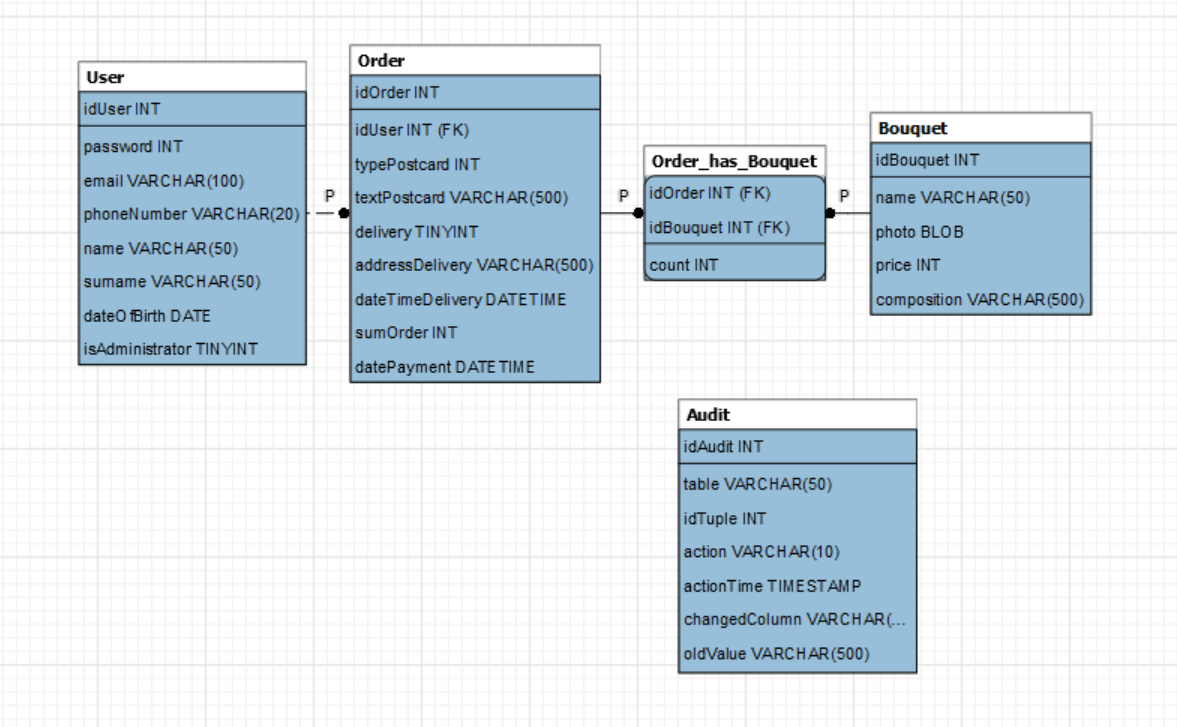 User
idUser INT
password INT
email VARCHAR(100)
phoneNumber VARCHAR(20)
name VARCHAR(50)
surname VARCHAR(50)
dateOfBirth DATE
isAdministrator TINYINT
P
Order
idOrder INT
idUser INT (FK)
typePostcard INT
textPostcard VARCHAR(500)
delivery TINYINT
addressDelivery VARCHAR(500)
dateTimeDelivery DATETIME
sumOrder INT
datePayment DATETIME
P
Order_has_Bouquet
idOrder INT (FK)
idBouquet INT (FK)
count INT
P
Bouquet
idBouquet INT
name VARCHAR(50)
photo BLOB
price INT
composition VARCHAR(500)
Audit
idAudit INT
table VARCHAR(50)
idTuple INT
action VARCHAR(10)
actionTime TIMESTAMP
changedColumn VARCHAR(...
oldValue VARCHAR(500)